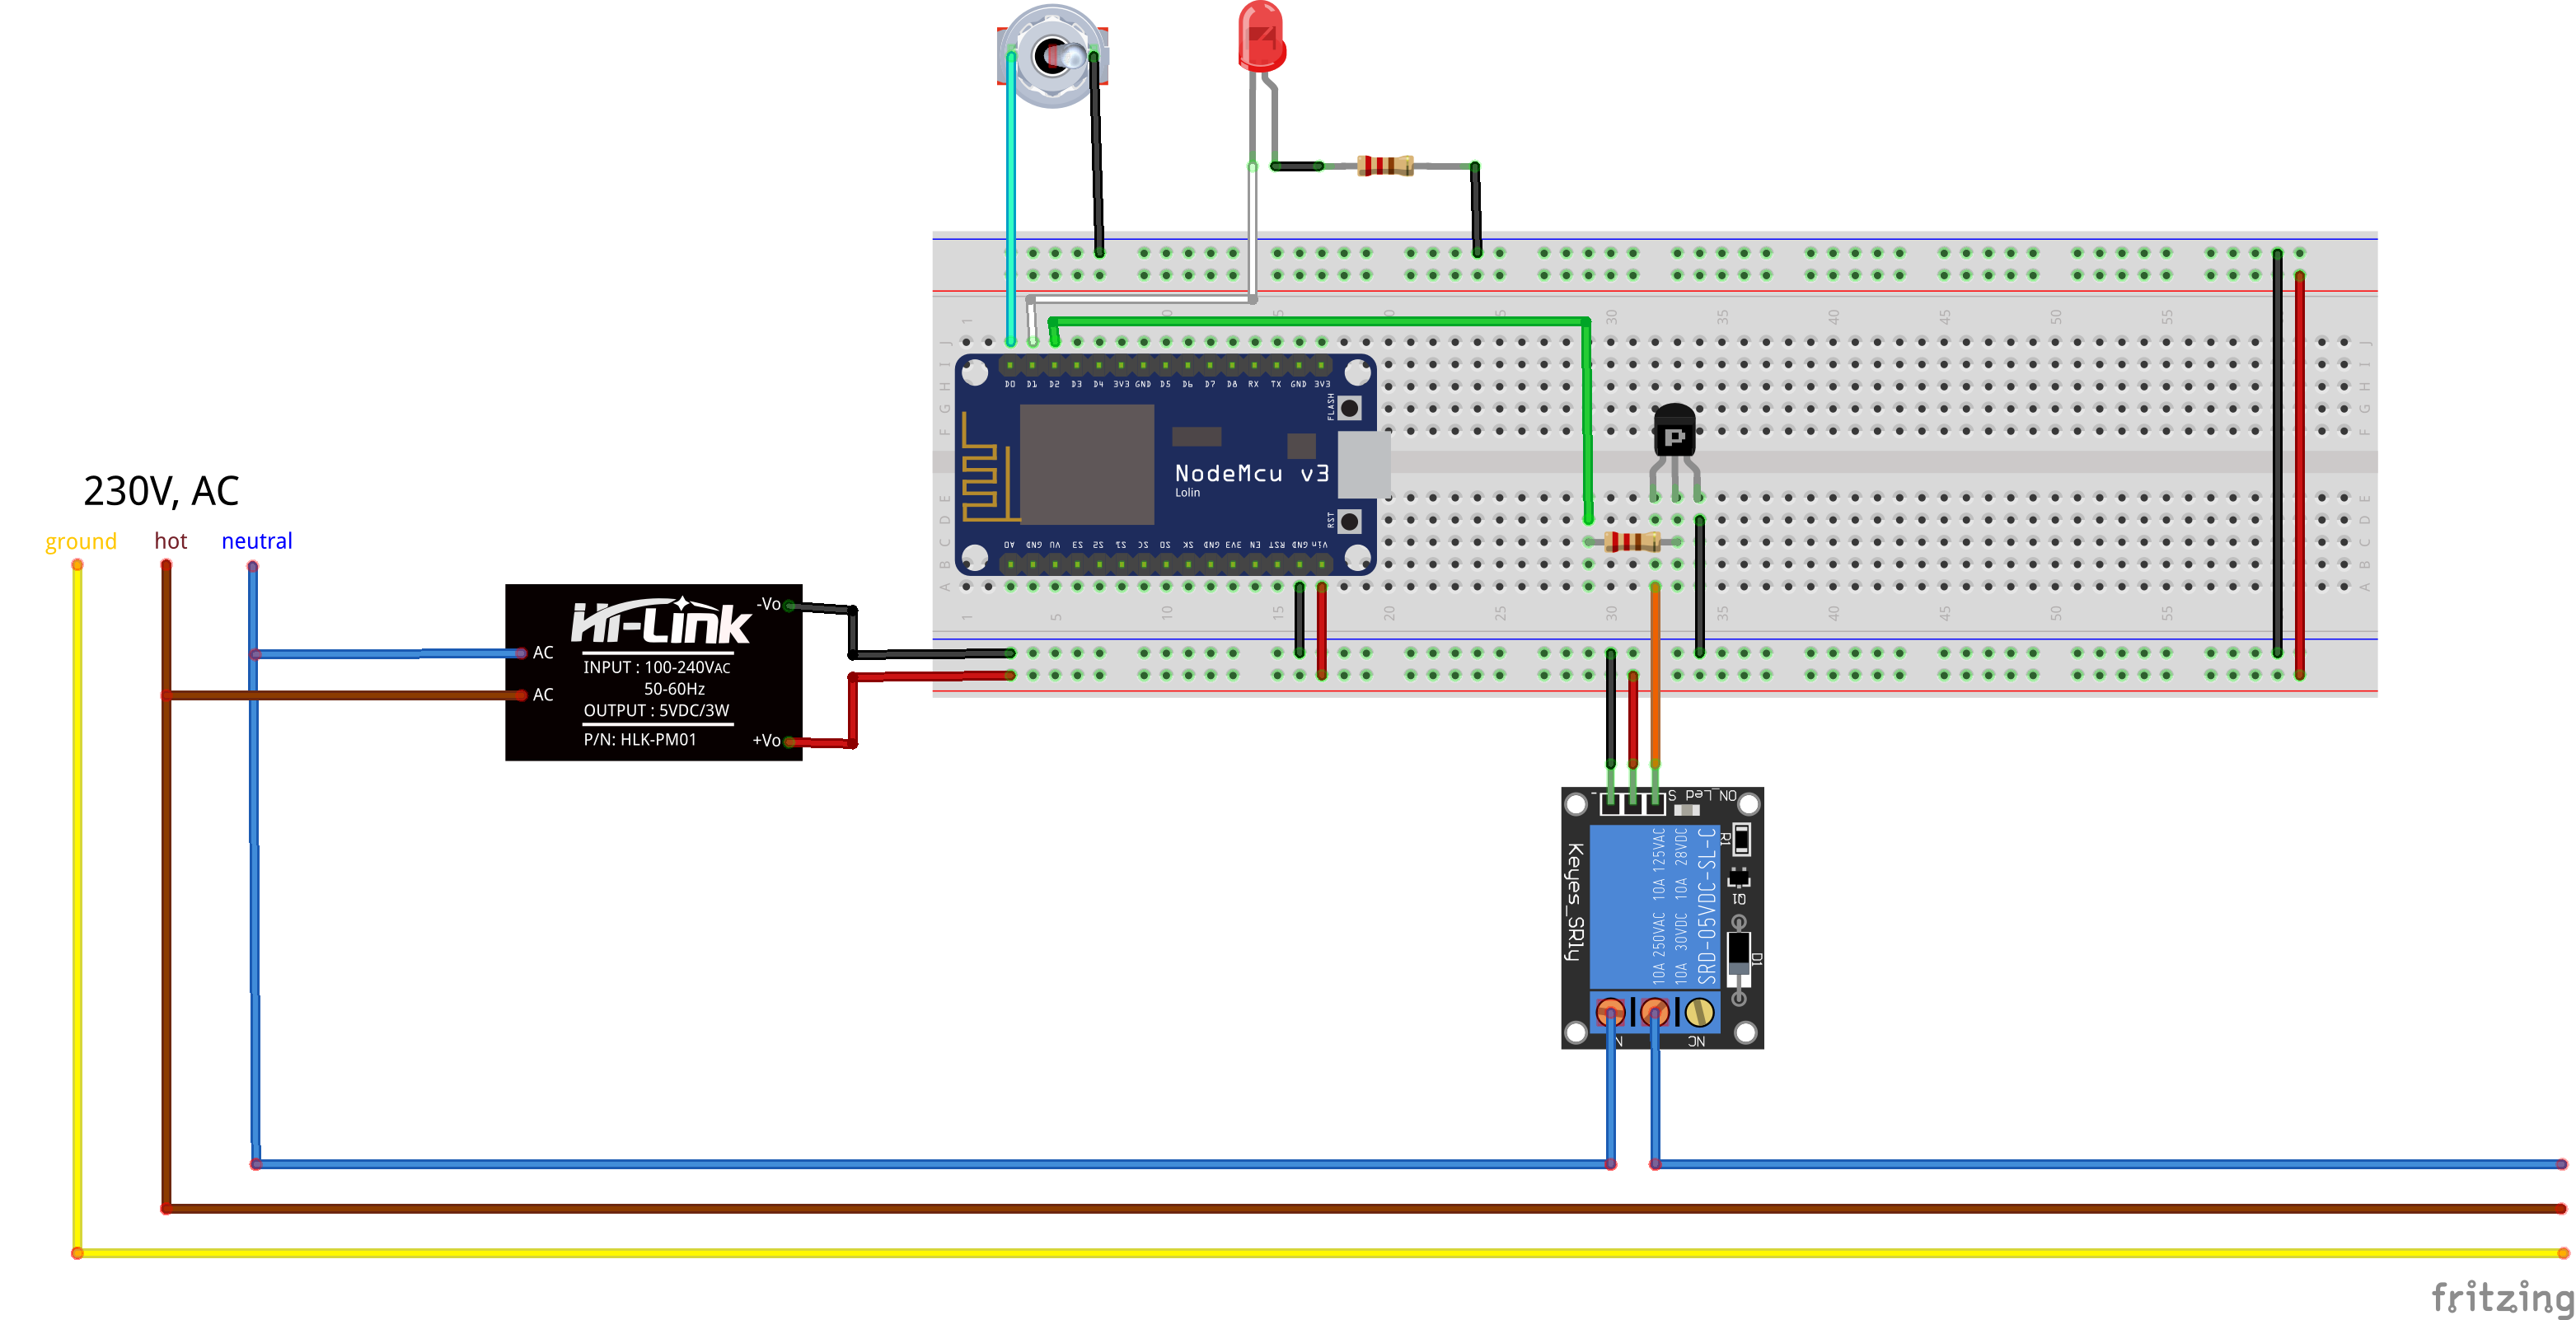 1
5
10
15
20
25
30
35
40
45
50
55
J
I
H
G
F
E
D
C
B
A
D0 D1 D2 D3 D4 3V3 GND D5 D6 D7 D8 RX TX GND 3V3
FLASH
NodeMcu v3
Lolin
RST
A0 GND VU S3 S2 S1 SC S0 SK GND 3V3 EN RST GND Vin
P
230V, AC
ground hot neutral
Hi-Link
-Vo
AC
INPUT : 100-240VAC
50-60Hz
AC
OUTPUT : 5VDC/3W
P/N: HLK-PM01
+Vo
- S ON_Led
Keyes_SRly
10A 250VAC 10A 125VAC
10A 30VDC 10A 28VDC
SRD-05VDC-SL-C
R1
Q1
D1
N
NC
fritzing